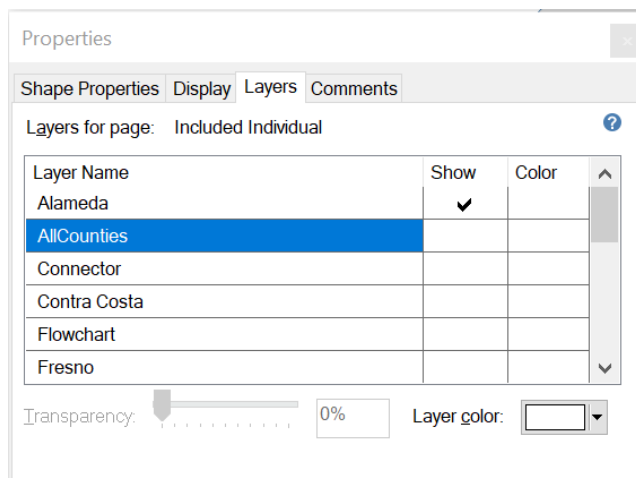 Properties
Shape Properties Display Layers Comments
Layers for page: Included Individual
Layer Name Show Color
Alameda
AllCounties
Connector
Contra Costa
Flowchart
Fresno
Transparency: 0% Layer color: